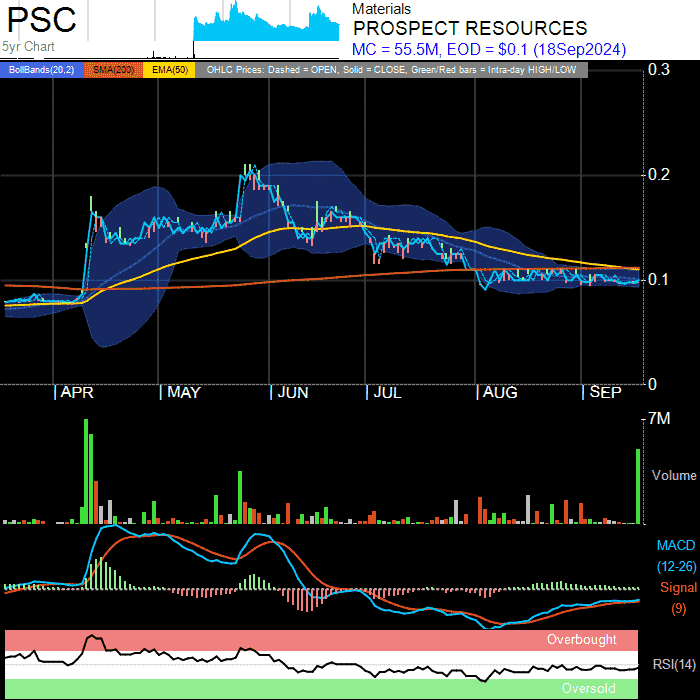 PSC
5yr Chart
Materials
PROSPECT RESOURCES
MC = 55.5M, EOD = $0.1 (18Sep2024)
BollBands(20,2) SMA(200) EMA(50) OHLC Prices: Dashed = OPEN, Solid = CLOSE, Green/Red bars = Intra-day HIGH/LOW
0.3
0.2
0.1
0
APR MAY JUN JUL AUG SEP
7M
Volume
MACD
(12-26)
Signal
(9)
Overbought
RSI(14)
Oversold